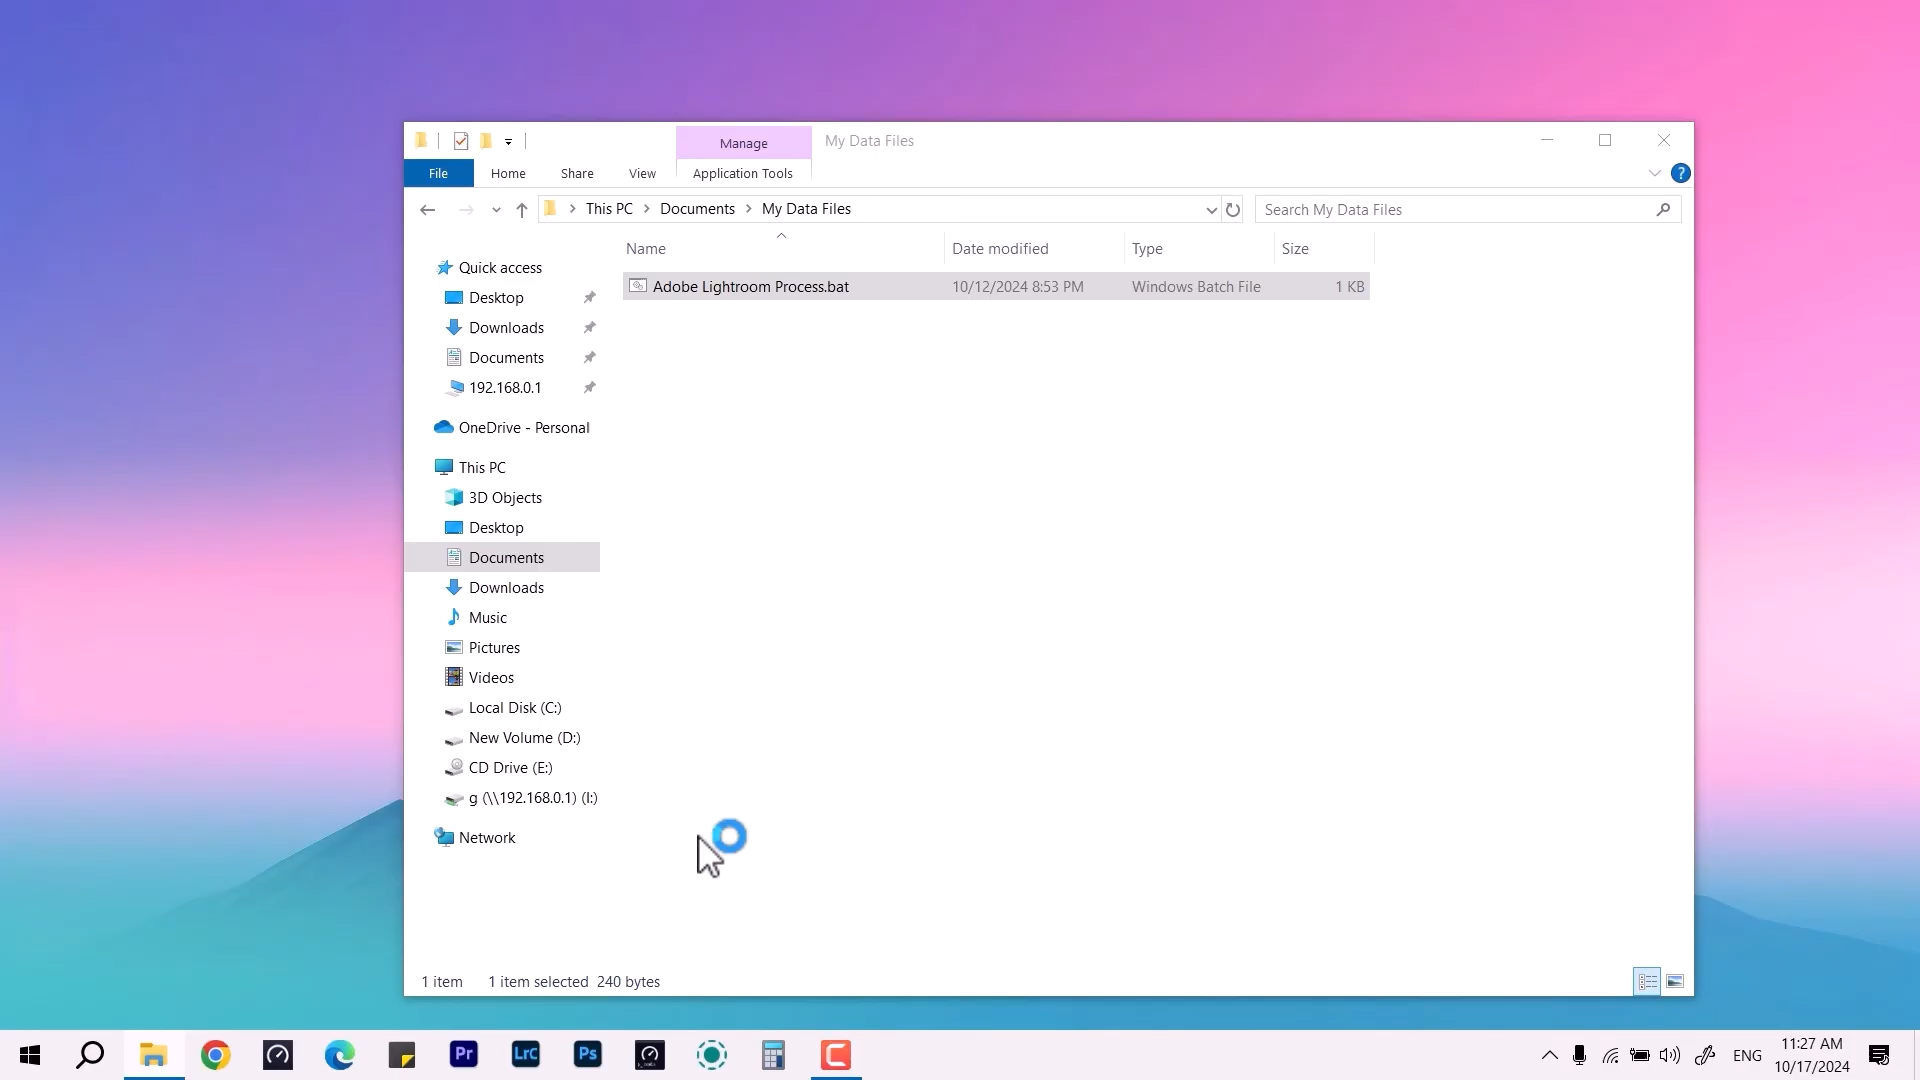 Manage
My Data Files
File
Home
Share
View
Application Tools
?
This PC
Documents
My Data Files
Search My Data Files
Name
Date modified
Type
Size
Adobe Lightroom Process.bat
10/12/2024 8:53 PM
Windows Batch File
1 KB
Quick access
Desktop
Downloads
Documents
192.168.0.1
OneDrive - Personal
This PC
3D Objects
Desktop
Documents
Downloads
Music
Pictures
Videos
Local Disk (C:)
New Volume (D:)
CD Drive (E:)
g (\\192.168.0.1) (I:)
Network
1 item
1 item selected 240 bytes
Pr
LrC
Ps
ENG
11:27 AM
10/17/2024